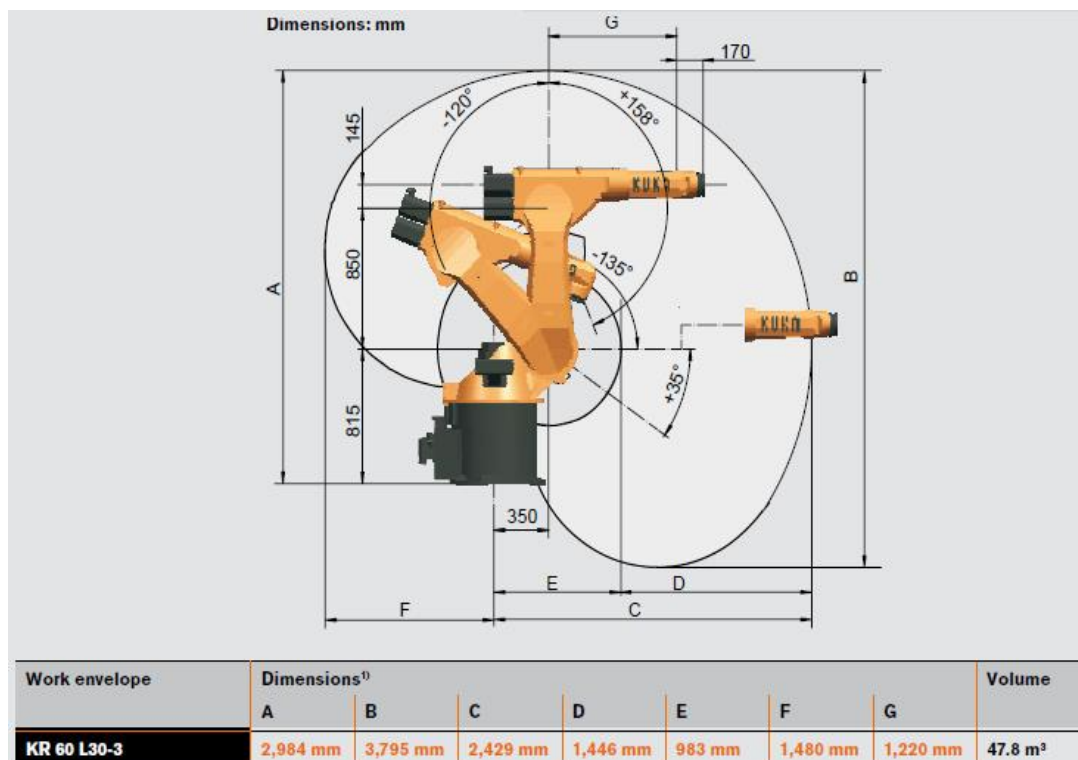 Dimensions: mm
G
170
-120°
+158°
145
850
-135°
A
B
KUKA
KUKA
+35°
815
350
E
D
F
C
Work envelope Dimensions¹⁾ Volume
A B C D E F G
KR 60 L30-3 2,984 mm 3,795 mm 2,429 mm 1,446 mm 983 mm 1,480 mm 1,220 mm 47.8 m³